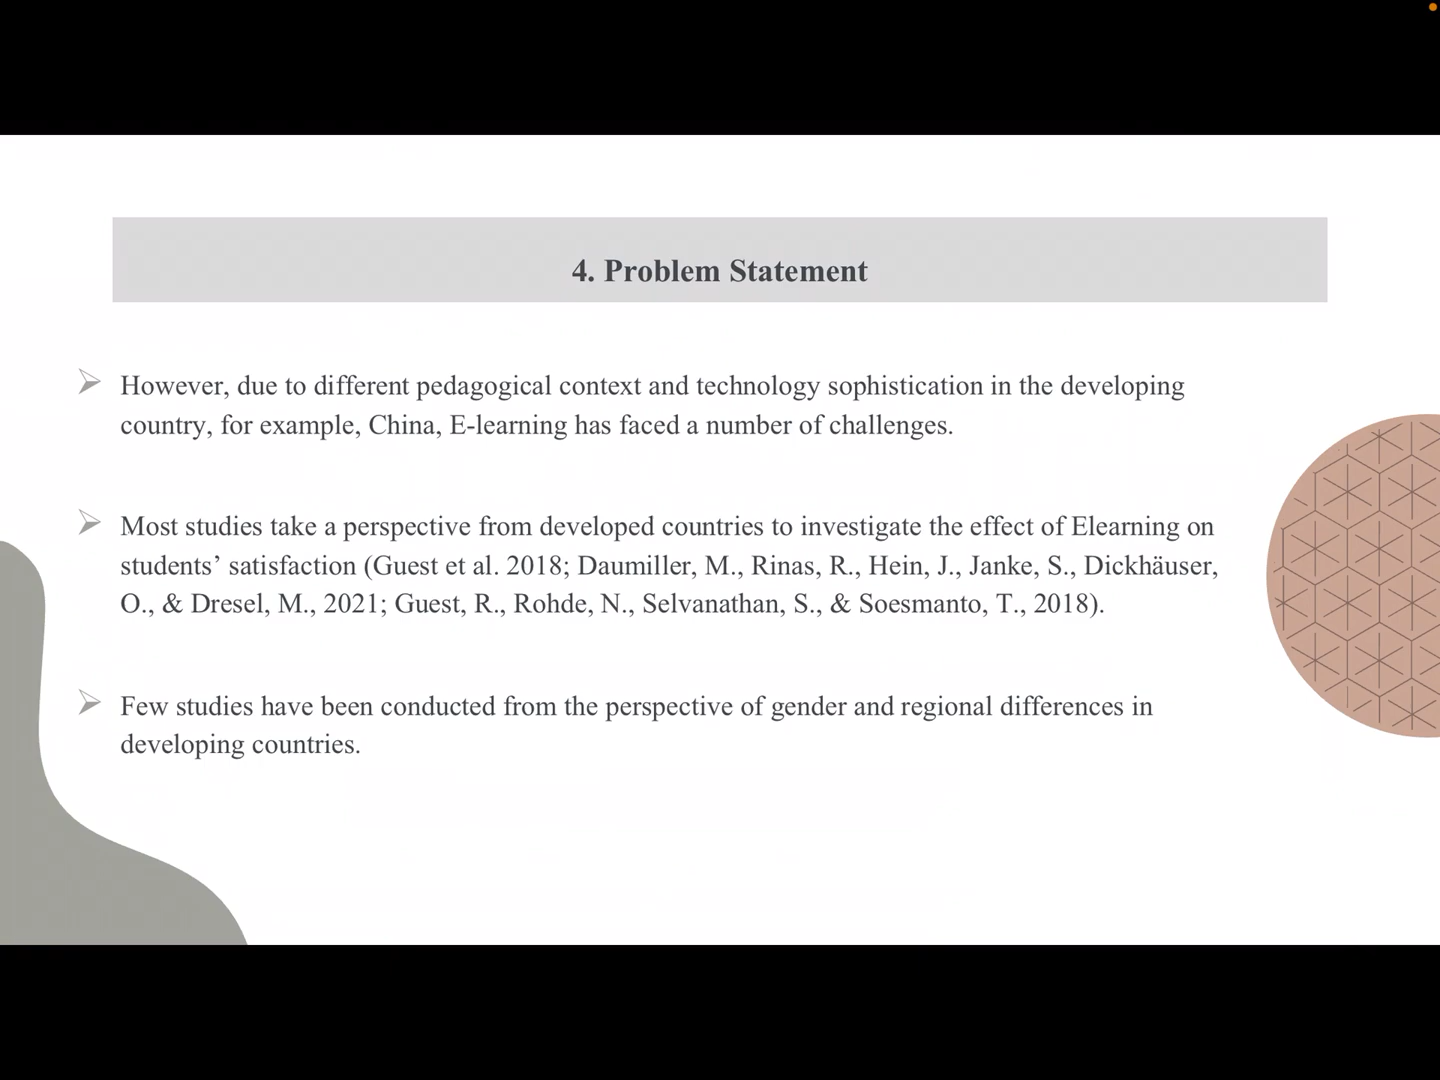 4. Problem Statement
However, due to different pedagogical context and technology sophistication in the developing
country, for example, China, E-learning has faced a number of challenges.
Most studies take a perspective from developed countries to investigate the effect of Elearning on
students’ satisfaction (Guest et al. 2018; Daumiller, M., Rinas, R., Hein, J., Janke, S., Dickhäuser,
O., & Dresel, M., 2021; Guest, R., Rohde, N., Selvanathan, S., & Soesmanto, T., 2018).
Few studies have been conducted from the perspective of gender and regional differences in
developing countries.